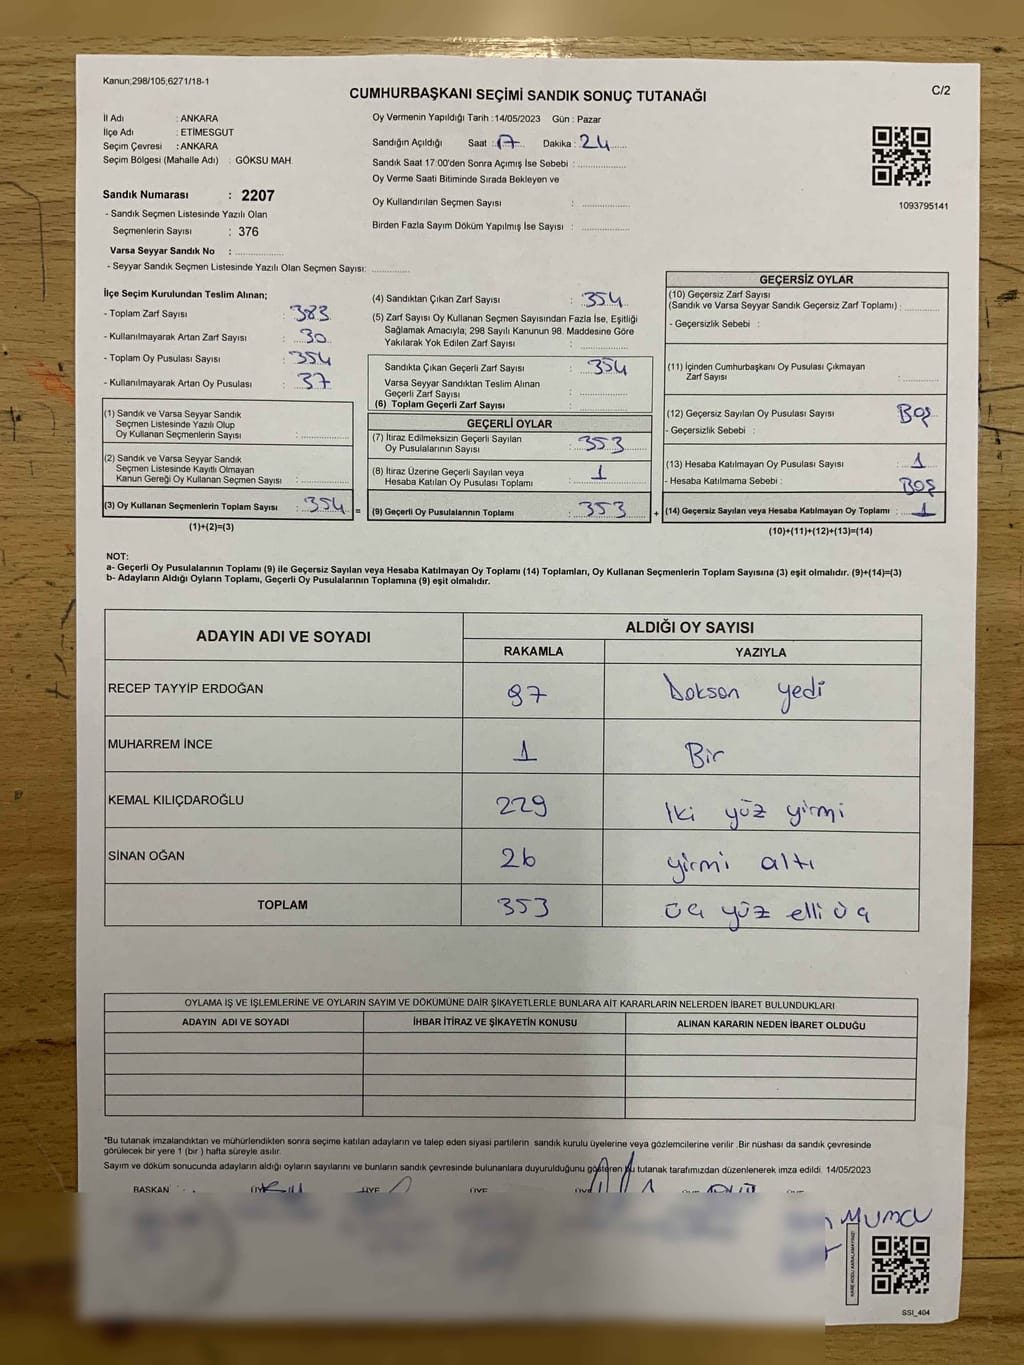 Kanun;298/105;6271/18-1
C/2
CUMHURBAŞKANI SEÇİMİ SANDIK SONUÇ TUTANAĞI
İl Adı : ANKARA
İlçe Adı : ETİMESGUT
Seçim Çevresi : ANKARA
Seçim Bölgesi (Mahalle Adı) : GÖKSU MAH.
Sandık Numarası : 2207
- Sandık Seçmen Listesinde Yazılı Olan
Seçmenlerin Sayısı : 376
Varsa Seyyar Sandık No :
- Seyyar Sandık Seçmen Listesinde Yazılı Olan Seçmen Sayısı:
Oy Vermenin Yapıldığı Tarih :14/05/2023 Gün : Pazar
Sandığın Açıldığı Saat : 17 Dakika : 24
Sandık Saat 17:00'den Sonra Açımış İse Sebebi :
Oy Verme Saati Bitiminde Sırada Bekleyen ve
Oy Kullandırılan Seçmen Sayısı :
Birden Fazla Sayım Döküm Yapılmış İse Sayısı :
1093795141
İlçe Seçim Kurulundan Teslim Alınan;
- Toplam Zarf Sayısı : 383
- Kullanılmayarak Artan Zarf Sayısı : 30
- Toplam Oy Pusulası Sayısı : 354
- Kullanılmayarak Artan Oy Pusulası : 37
(1) Sandık ve Varsa Seyyar Sandık
Seçmen Listesinde Yazılı Olup
Oy Kullanan Seçmenlerin Sayısı :
(2) Sandık ve Varsa Seyyar Sandık
Seçmen Listesinde Kayıtlı Olmayan
Kanun Gereği Oy Kullanan Seçmen Sayısı :
(3) Oy Kullanan Seçmenlerin Toplam Sayısı : 354 =
(1)+(2)=(3)
(4) Sandıktan Çıkan Zarf Sayısı : 354
(5) Zarf Sayısı Oy Kullanan Seçmen Sayısından Fazla İse, Eşitliği
Sağlamak Amacıyla; 298 Sayılı Kanunun 98. Maddesine Göre
Yakılarak Yok Edilen Zarf Sayısı :
Sandıkta Çıkan Geçerli Zarf Sayısı : 354
Varsa Seyyar Sandıktan Teslim Alınan
Geçerli Zarf Sayısı :
(6) Toplam Geçerli Zarf Sayısı :
GEÇERLİ OYLAR
(7) İtiraz Edilmeksizin Geçerli Sayılan
Oy Pusulalarının Sayısı : 353
(8) İtiraz Üzerine Geçerli Sayılan veya
Hesaba Katılan Oy Pusulası Toplamı : 1
(9) Geçerli Oy Pusulalarının Toplamı : 353 +
GEÇERSİZ OYLAR
(10) Geçersiz Zarf Sayısı
(Sandık ve Varsa Seyyar Sandık Geçersiz Zarf Toplamı) :
- Geçersizlik Sebebi :
(11) İçinden Cumhurbaşkanı Oy Pusulası Çıkmayan
Zarf Sayısı :
(12) Geçersiz Sayılan Oy Pusulası Sayısı Boş
- Geçersizlik Sebebi :
(13) Hesaba Katılmayan Oy Pusulası Sayısı : 1
- Hesaba Katılmama Sebebi : Boş
(14) Geçersiz Sayılan veya Hesaba Katılmayan Oy Toplamı : 1
(10)+(11)+(12)+(13)=(14)
NOT:
a- Geçerli Oy Pusulalarının Toplamı (9) ile Geçersiz Sayılan veya Hesaba Katılmayan Oy Toplamı (14) Toplamları, Oy Kullanan Seçmenlerin Toplam Sayısına (3) eşit olmalıdır. (9)+(14)=(3)
b- Adayların Aldığı Oyların Toplamı, Geçerli Oy Pusulalarının Toplamına (9) eşit olmalıdır.
ADAYIN ADI VE SOYADI
ALDIĞI OY SAYISI
RAKAMLA YAZIYLA
RECEP TAYYİP ERDOĞAN 97 Dokson yedi
MUHARREM İNCE 1 Bir
KEMAL KILIÇDAROĞLU 229 İki yüz yirmi
SİNAN OĞAN 26 yirmi altı
TOPLAM 353 üç yüz elli üç
OYLAMA İŞ VE İŞLEMLERİNE VE OYLARIN SAYIM VE DÖKÜMÜNE DAİR ŞİKAYETLERLE BUNLARA AİT KARARLARIN NELERDEN İBARET BULUNDUKLARI
ADAYIN ADI VE SOYADI İHBAR İTİRAZ VE ŞİKAYETİN KONUSU ALINAN KARARIN NEDEN İBARET OLDUĞU
*Bu tutanak imzalandıktan ve mühürlendikten sonra seçime katılan adayların ve talep eden siyasi partilerin sandık kurulu üyelerine veya gözlemcilerine verilir .Bir nüshası da sandık çevresinde
görülecek bir yere 1 (bir ) hafta süreyle asılır.
Sayım ve döküm sonucunda adayların aldığı oyların sayılarını ve bunların sandık çevresinde bulunanlara duyurulduğunu gösteren bu tutanak tarafımızdan düzenlenerek imza edildi. 14/05/2023
BAŞKAN ÜYE ÜYE ÜYE
Mumcu
SSI_404